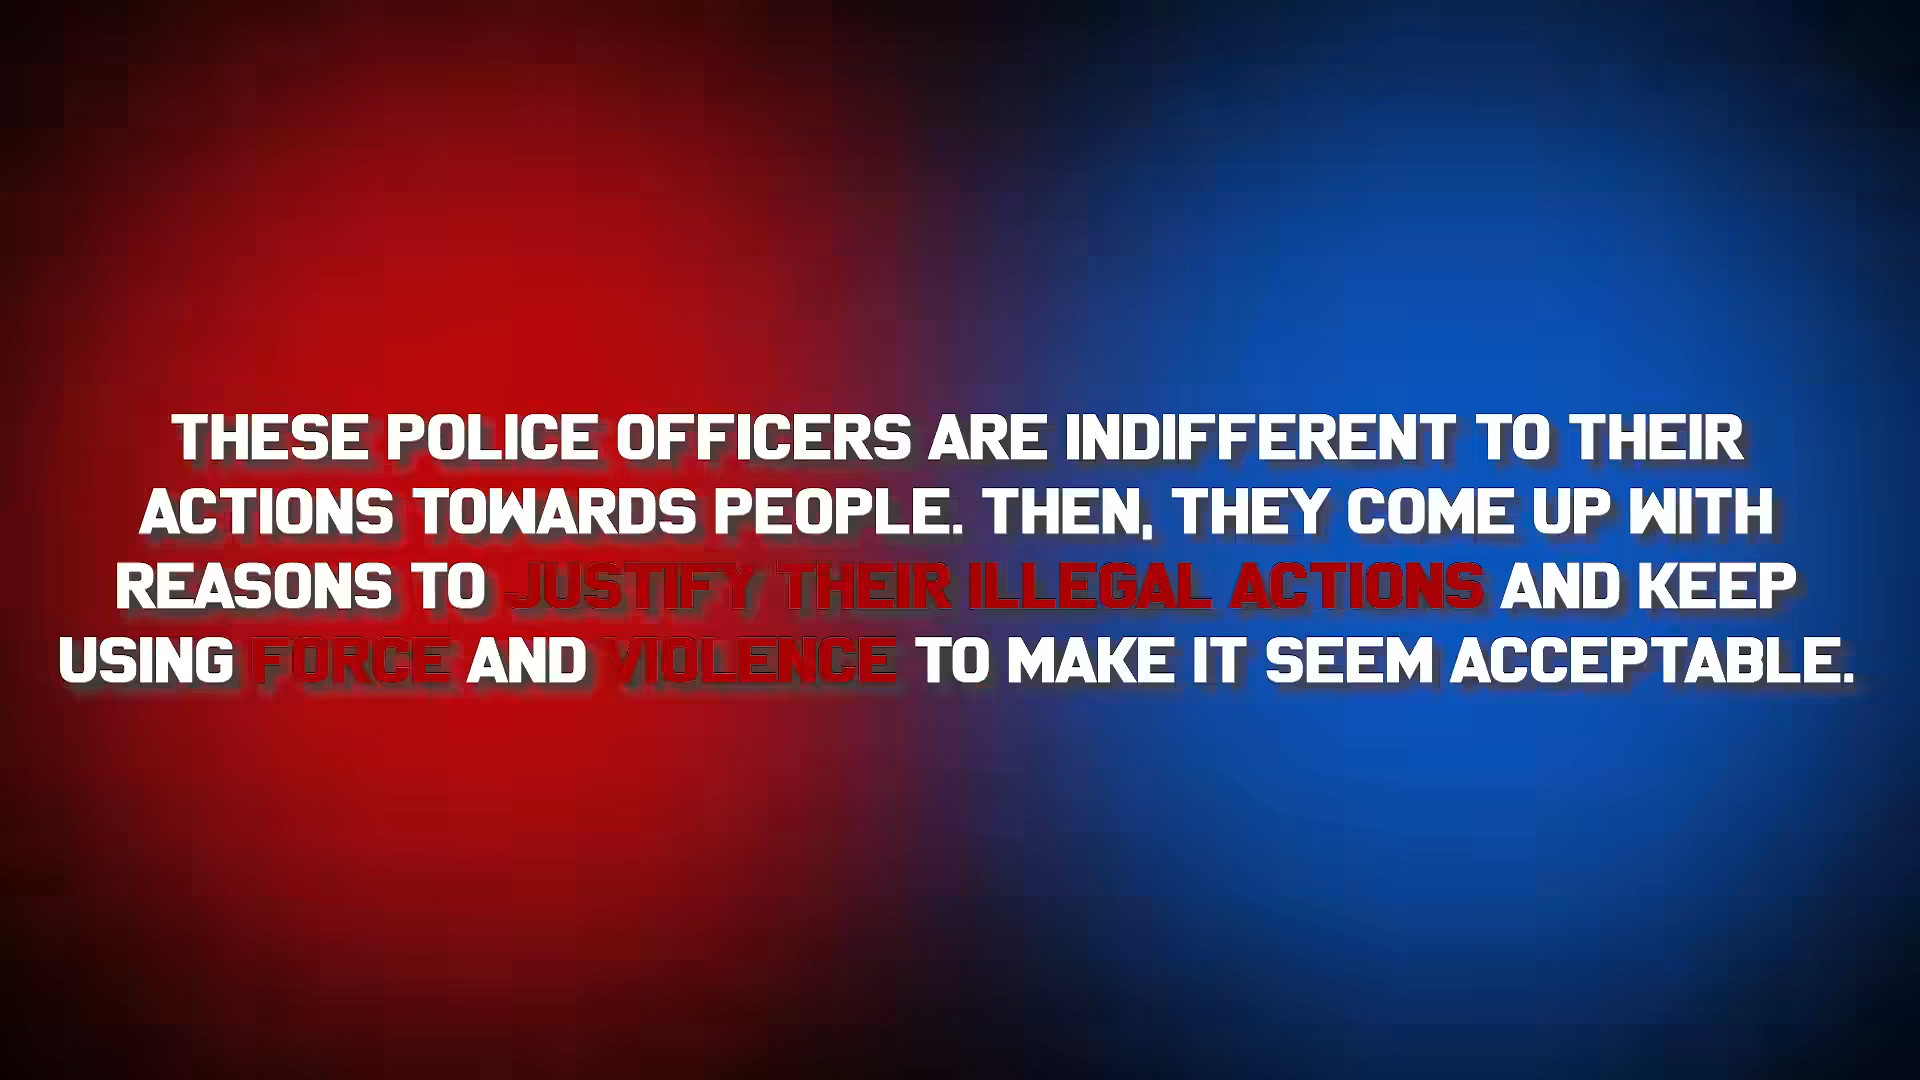 THESE POLICE OFFICERS ARE INDIFFERENT TO THEIR
ACTIONS TOWARDS PEOPLE. THEN, THEY COME UP WITH
REASONS TO JUSTIFY THEIR ILLEGAL ACTIONS AND KEEP
USING FORCE AND VIOLENCE TO MAKE IT SEEM ACCEPTABLE.